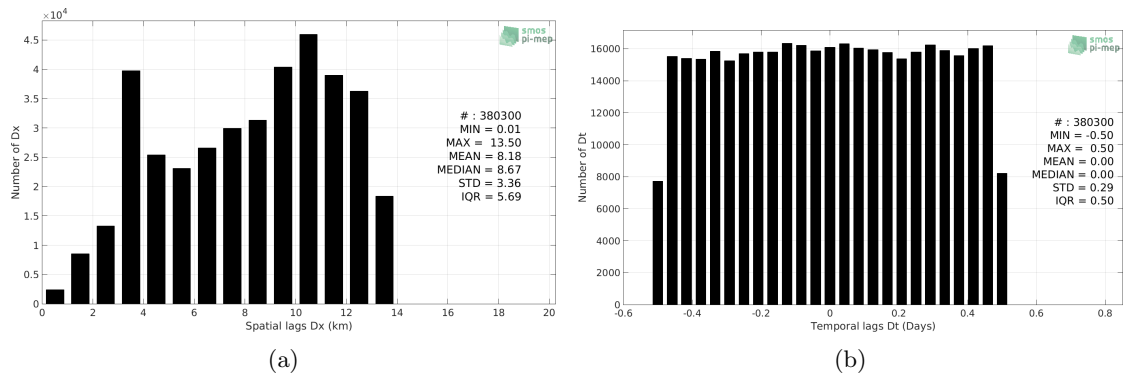 ×10⁴
4.5
4
3.5
3
2.5
2
1.5
1
0.5
0
Number of Dx
smos
pi-mep
# : 380300
MIN = 0.01
MAX = 13.50
MEAN = 8.18
MEDIAN = 8.67
STD = 3.36
IQR = 5.69
0 2 4 6 8 10 12 14 16 18 20
Spatial lags Dx (km)
(a)
16000
14000
12000
10000
8000
6000
4000
2000
0
Number of Dt
smos
pi-mep
# : 380300
MIN = -0.50
MAX = 0.50
MEAN = 0.00
MEDIAN = 0.00
STD = 0.29
IQR = 0.50
-0.6 -0.4 -0.2 0 0.2 0.4 0.6 0.8
Temporal lags Dt (Days)
(b)